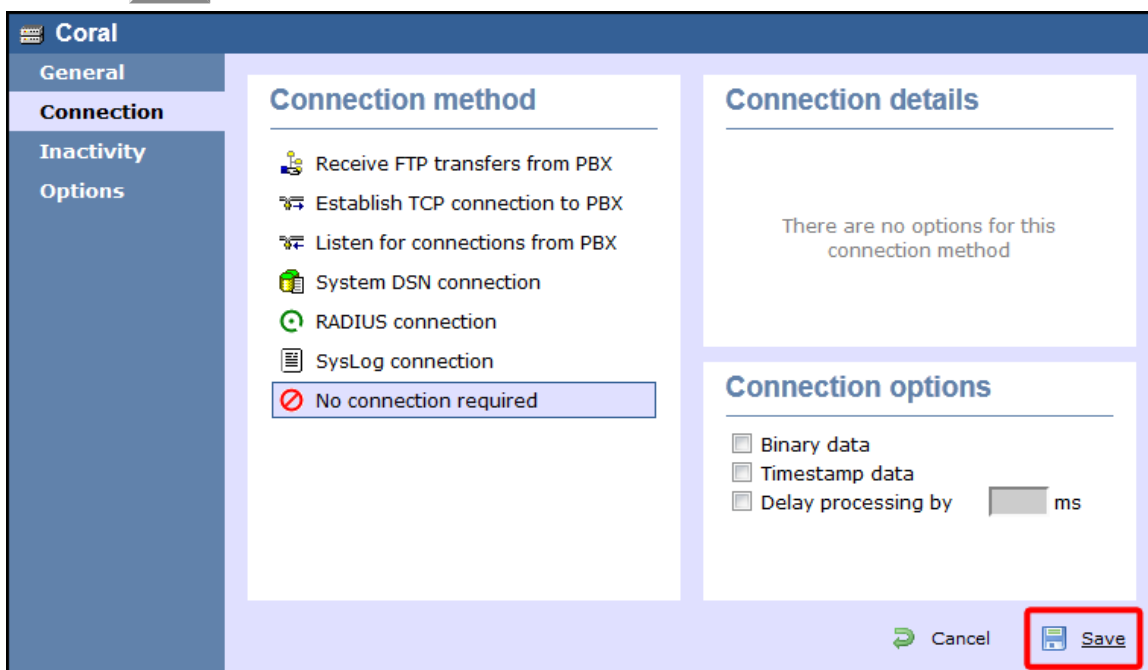 Coral
General
Connection
Inactivity
Options
Connection method
Receive FTP transfers from PBX
Establish TCP connection to PBX
Listen for connections from PBX
System DSN connection
RADIUS connection
SysLog connection
No connection required
Connection details
There are no options for this
connection method
Connection options
Binary data
Timestamp data
Delay processing by ms
Cancel Save